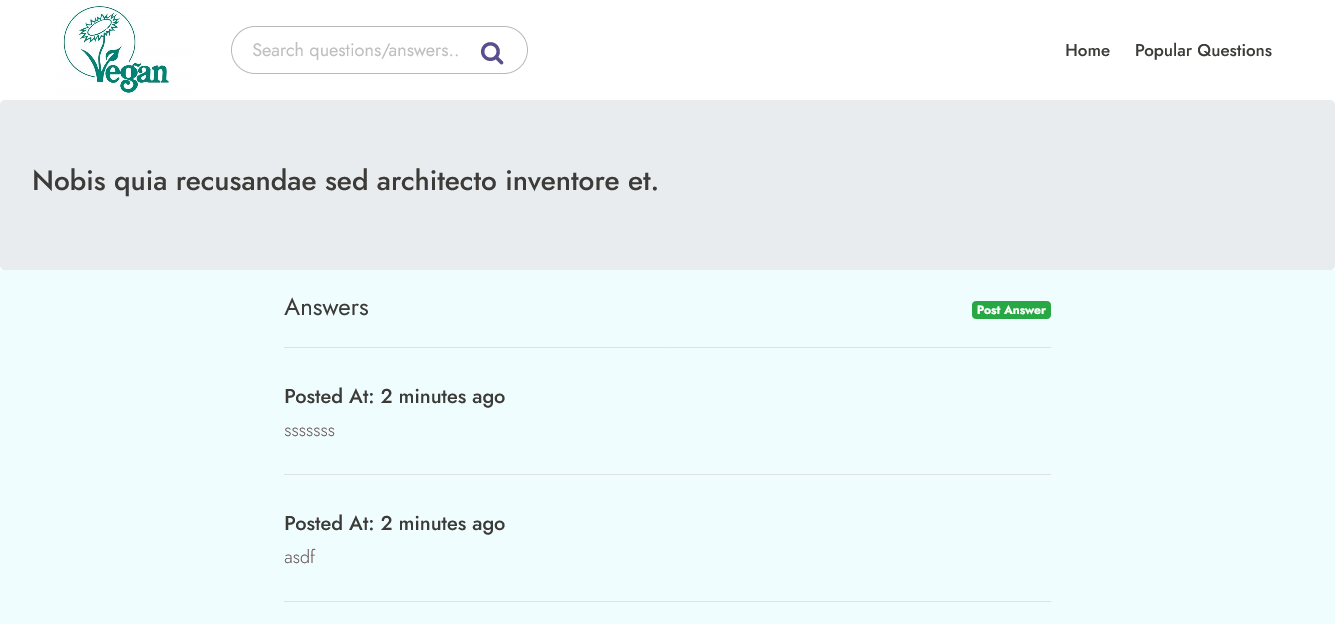 Vegan
Search questions/answers..
Home
Popular Questions
Nobis quia recusandae sed architecto inventore et.
Answers
Post Answer
Posted At: 2 minutes ago
sssssss
Posted At: 2 minutes ago
asdf